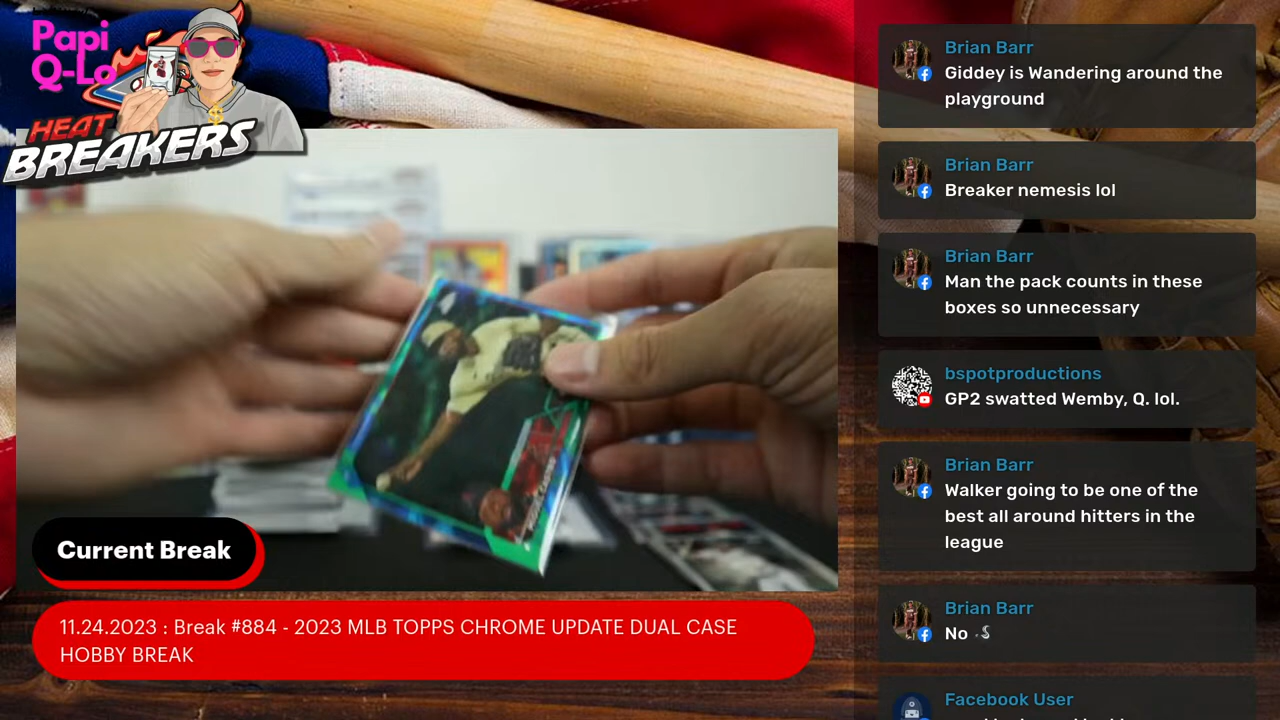 Papi
Q-Lo
HEAT
BREAKERS
Current Break
11.24.2023 : Break #884 - 2023 MLB TOPPS CHROME UPDATE DUAL CASE
HOBBY BREAK
Brian Barr
Giddey is Wandering around the
playground
Brian Barr
Breaker nemesis lol
Brian Barr
Man the pack counts in these
boxes so unnecessary
bspotproductions
GP2 swatted Wemby, Q. lol.
Brian Barr
Walker going to be one of the
best all around hitters in the
league
Brian Barr
No
Facebook User